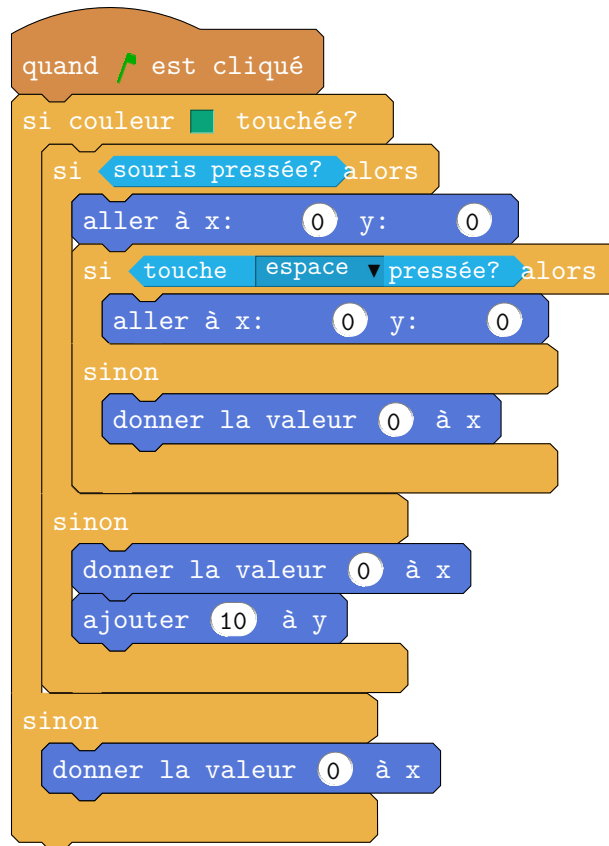 quand est cliqué
si couleur touchée?
si souris pressée? alors
aller à x: 0 y: 0
si touche espace ▼ pressée? alors
aller à x: 0 y: 0
sinon
donner la valeur 0 à x
sinon
donner la valeur 0 à x
ajouter 10 à y
sinon
donner la valeur 0 à x